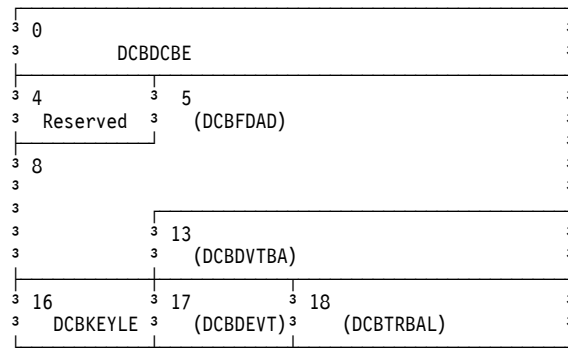 0
DCBDCBE
4 5
Reserved (DCBFDAD)
8
13
(DCBDVTBA)
16 17 18
DCBKEYLE (DCBDEVT) (DCBTRBAL)